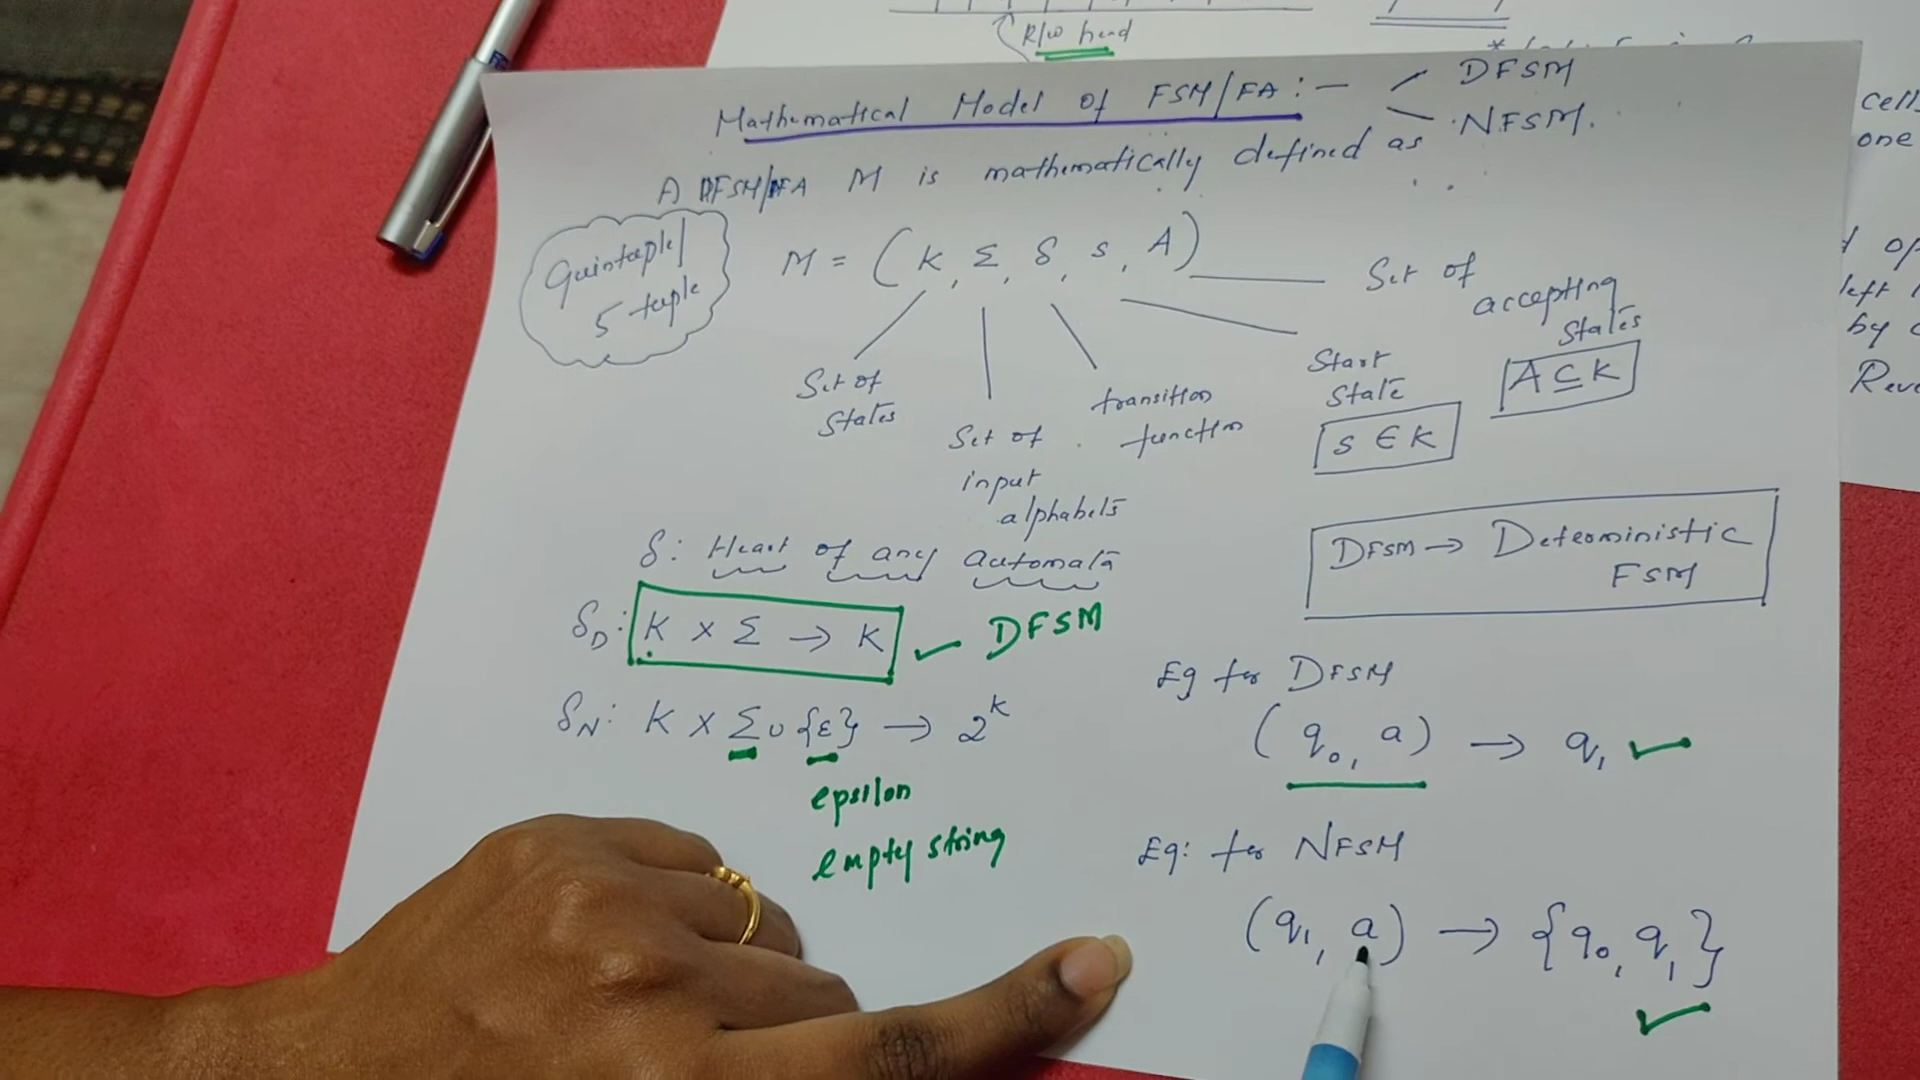 R/w head
Mathematical Model of FSM/FA : - DFSM
NFSM.
A DFSM/DFA M is mathematically defined as
Quintuple/
5 tuple
M = (K, Σ, δ, s, A)
Set of
accepting
states
A ⊆ K
Start
State
s ∈ K
Set of
states
Set of
input
alphabets
transition
function
δ: Heart of any automata
DFSM → Deterministic
FSM
δD: K x Σ → K DFSM
δN: K x Σ ∪ {ε} → 2^K
epsilon
empty string
Eg for DFSM
(q0, a) → q1
Eg: for NFSM
(q1, a) → {q0, q1}
cell
one
left
by